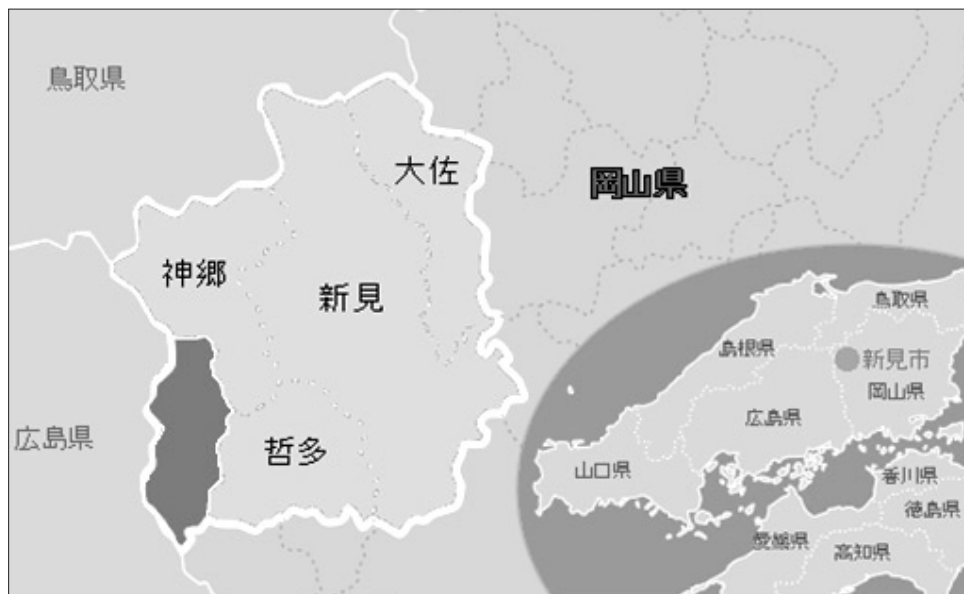 鳥取県
大佐
岡山県
神郷
新見
広島県
哲多
鳥取県
島根県
新見市
岡山県
広島県
山口県
香川県
徳島県
愛媛県
高知県